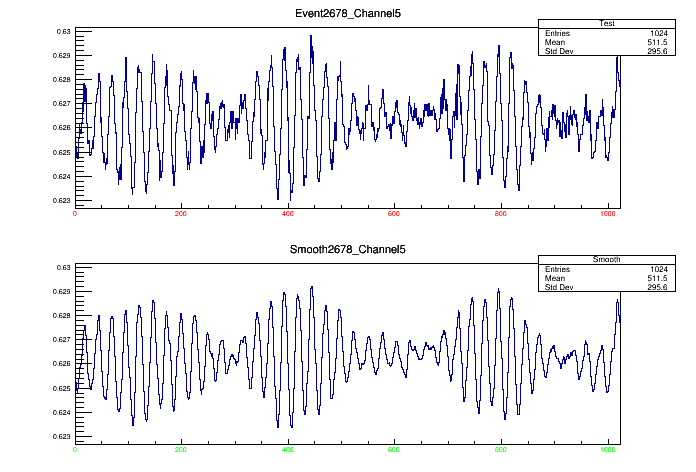 Event2678_Channel5
Test
Entries 1024
Mean 511.5
Std Dev 295.6
0.63
0.629
0.628
0.627
0.626
0.625
0.624
0.623
0 200 400 600 800 1000
Smooth2678_Channel5
Smooth
Entries 1024
Mean 511.5
Std Dev 295.6
0.63
0.629
0.628
0.627
0.626
0.625
0.624
0.623
0 200 400 600 800 1000